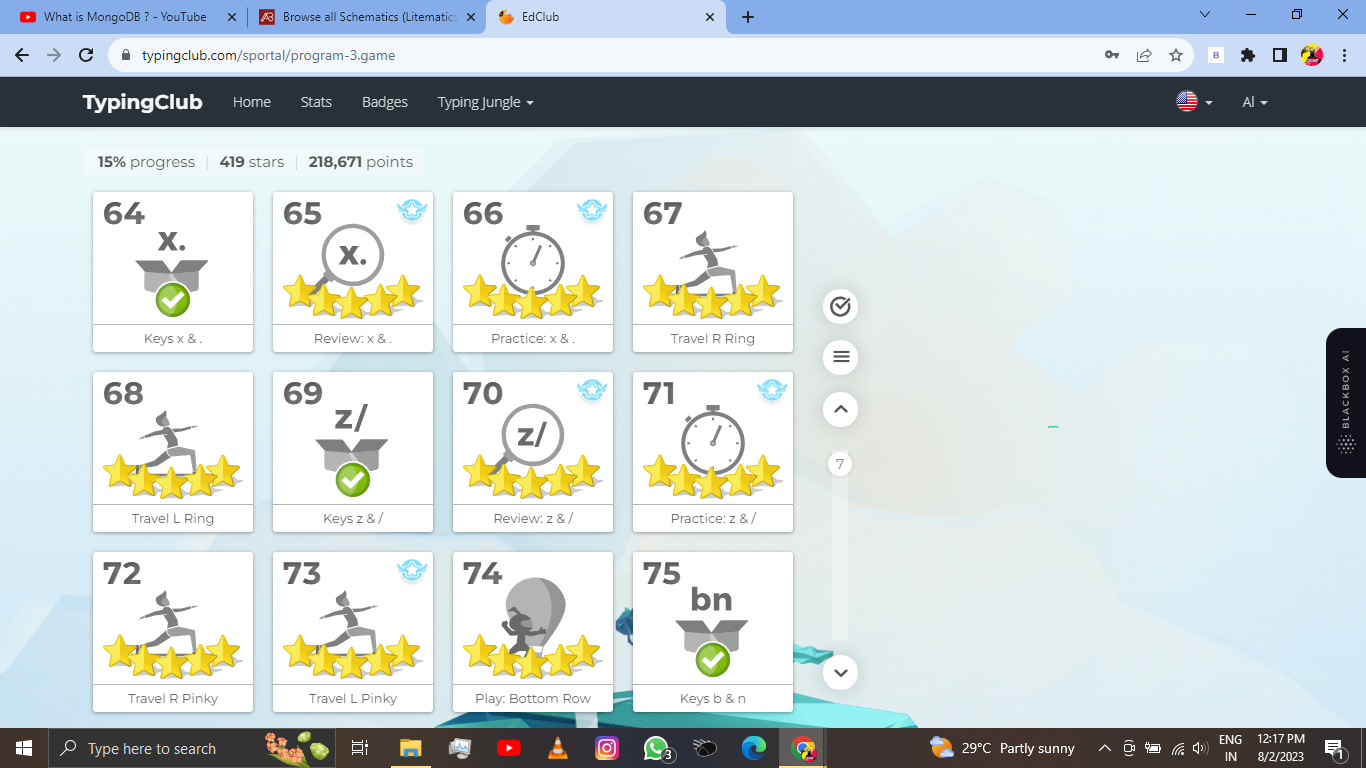 What is MongoDB ? - YouTube
Browse all Schematics (Litematics
EdClub
typingclub.com/sportal/program-3.game
B
TypingClub
Home
Stats
Badges
Typing Jungle
Al
15% progress | 419 stars | 218,671 points
64
x.
Keys x & .
65
x.
Review: x & .
66
Practice: x & .
67
Travel R Ring
68
Travel L Ring
69
z/
Keys z & /
70
z/
Review: z & /
71
Practice: z & /
72
Travel R Pinky
73
Travel L Pinky
74
Play: Bottom Row
75
bn
Keys b & n
7
BLACKBOX AI
Type here to search
3
29°C Partly sunny
ENG
IN
12:17 PM
8/2/2023
1